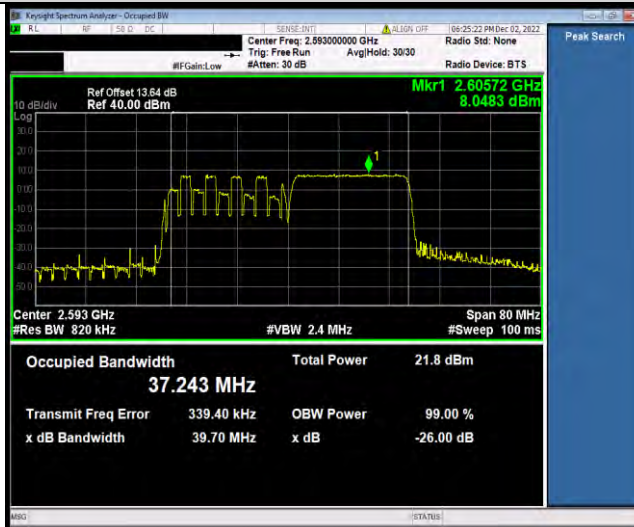 Keysight Spectrum Analyzer - Occupied BW
RL RF 50 Ω DC SENSE:INT ALIGN OFF 06:25:22 PM Dec 02, 2022
Center Freq: 2.593000000 GHz Radio Std: None
Trig: Free Run Avg|Hold: 30/30
#IFGain:Low #Atten: 30 dB Radio Device: BTS
Peak Search
Ref Offset 13.64 dB
10 dB/div Ref 40.00 dBm
Mkr1 2.60572 GHz
8.0483 dBm
Log
30.0
20.0
10.0
0.00
-10.0
-20.0
-30.0
-40.0
-50.0
1
Center 2.593 GHz Span 80 MHz
#Res BW 820 kHz #VBW 2.4 MHz #Sweep 100 ms
Occupied Bandwidth Total Power 21.8 dBm
37.243 MHz
Transmit Freq Error 339.40 kHz OBW Power 99.00 %
x dB Bandwidth 39.70 MHz x dB -26.00 dB
MSG STATUS